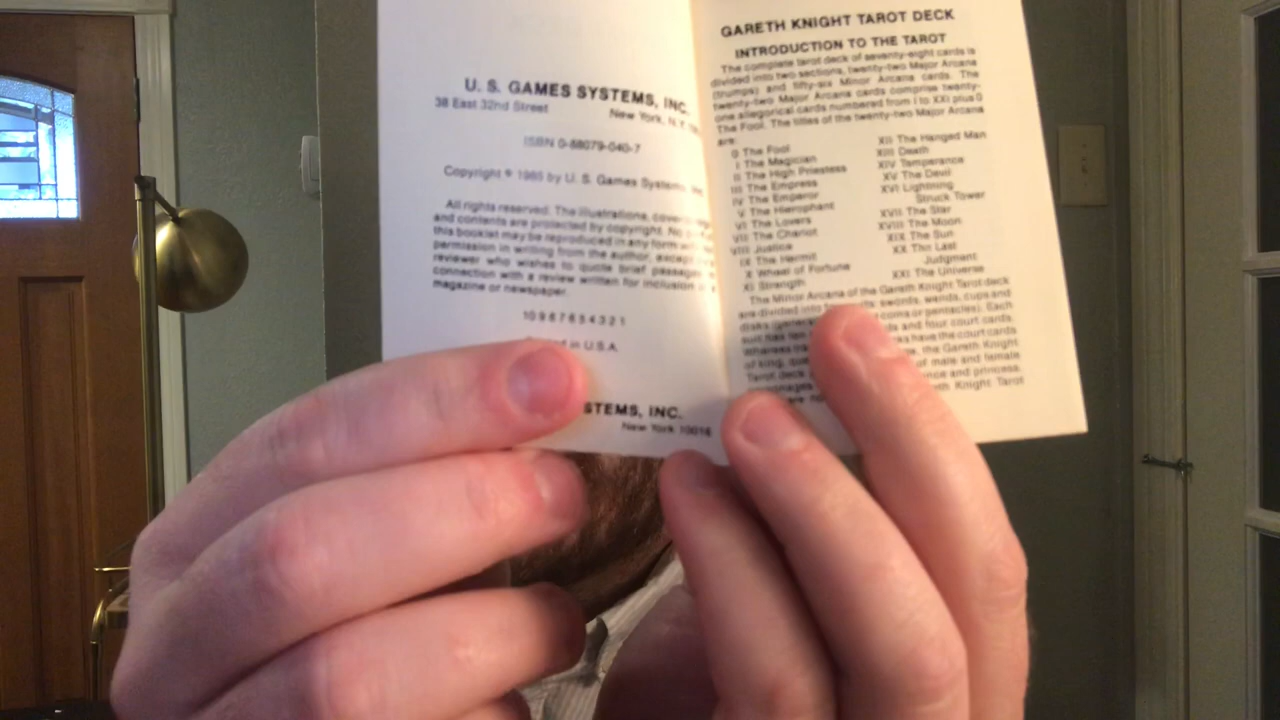 U. S. GAMES SYSTEMS, INC.
38 East 32nd Street
New York, N.Y.
ISBN 0-88079-040-7
Copyright © 1985 by U. S. Games Systems,
All rights reserved. The illustrations, cover
and contents are protected by copyright. No
this booklet may be reproduced in any form
permission in writing from the author, except
reviewer who wishes to quote brief passages
connection with a review written for inclusion
magazine or newspaper.
10 9 8 7 6 5 4 3 2 1
in U.S.A.
STEMS, INC.
New York 10016
GARETH KNIGHT TAROT DECK
INTRODUCTION TO THE TAROT
The complete tarot deck of seventy-eight cards is
divided into two sections, twenty-two Major Arcana
(trumps) and fifty-six Minor Arcana cards. The
twenty-two Major Arcana cards comprise twenty-
one allegorical cards numbered from I to XXI plus 0
The Fool. The titles of the twenty-two Major Arcana
are:
0 The Fool
I The Magician
II The High Priestess
III The Empress
IV The Emperor
V The Hierophant
VI The Lovers
VII The Chariot
VIII Justice
IX The Hermit
X Wheel of Fortune
XI Strength
XII The Hanged Man
XIII Death
XIV Temperance
XV The Devil
XVI Lightning
Struck Tower
XVII The Star
XVIII The Moon
XIX The Sun
XX The Last
Judgment
XXI The Universe
The Minor Arcana of the Gareth Knight Tarot deck
are divided into four suits: swords, wands, cups and
disks coins or pentacles). Each
suit has ten and four court cards.
Whereas have the court cards
of king, the Gareth Knight
Tarot deck of male and female
prince and princess.
Knight Tarot